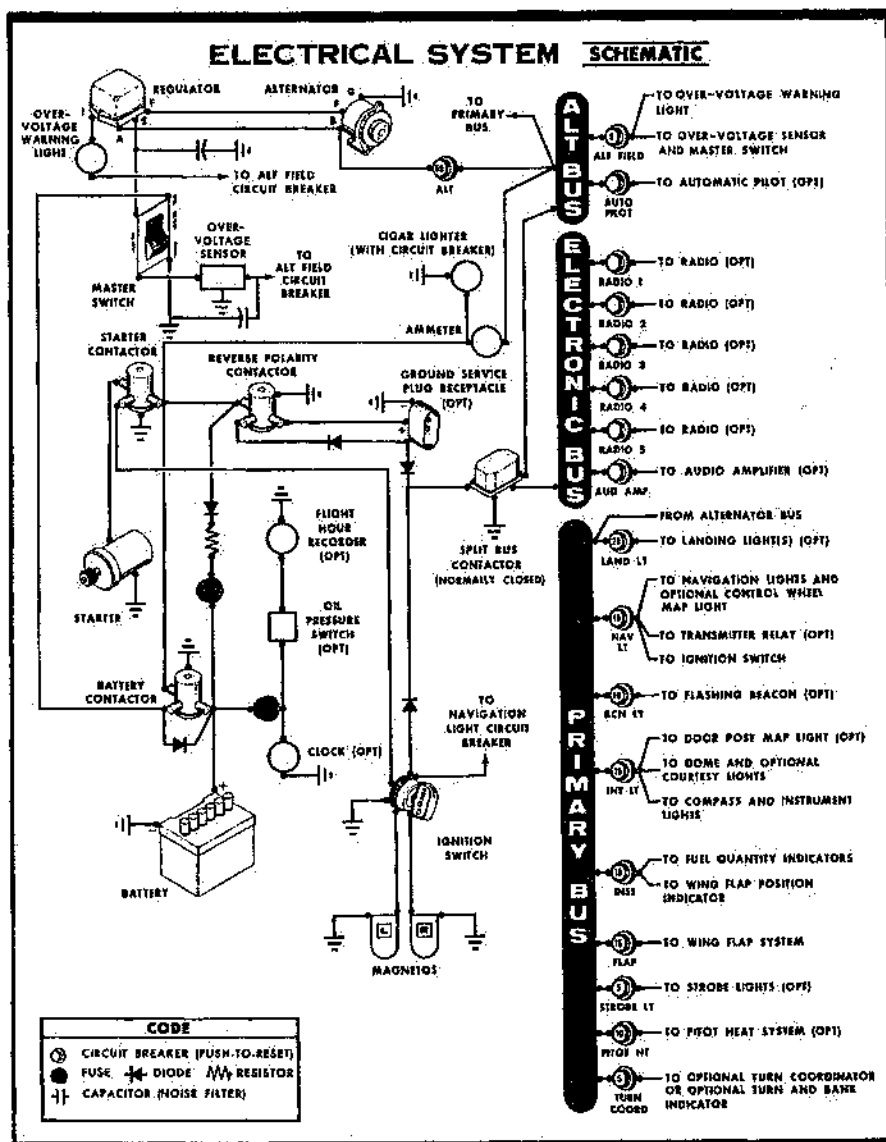 ELECTRICAL SYSTEM SCHEMATIC
REGULATOR
ALTERNATOR
OVER-
VOLTAGE
WARNING
LIGHT
F
S
A
F
B
G
TO ALT FIELD
CIRCUIT BREAKER
ALT
TO
PRIMARY
BUS
MASTER
SWITCH
OVER-
VOLTAGE
SENSOR
TO
ALT FIELD
CIRCUIT
BREAKER
CIGAR LIGHTER
(WITH CIRCUIT BREAKER)
AMMETER
STARTER
CONTACTOR
REVERSE POLARITY
CONTACTOR
GROUND SERVICE
PLUG RECEPTACLE
(OPT)
STARTER
FLIGHT
HOUR
RECORDER
(OPT)
OIL
PRESSURE
SWITCH
(OPT)
SPLIT BUS
CONTACTOR
(NORMALLY CLOSED)
BATTERY
CONTACTOR
CLOCK (OPT)
TO
NAVIGATION
LIGHT CIRCUIT
BREAKER
BATTERY
IGNITION
SWITCH
L
R
MAGNETOS
ALT BUS
TO OVER-VOLTAGE WARNING
LIGHT
TO OVER-VOLTAGE SENSOR
AND MASTER SWITCH
ALT FIELD
TO AUTOMATIC PILOT (OPT)
AUTO
PILOT
ELECTRONIC BUS
TO RADIO (OPT)
RADIO 1
TO RADIO (OPT)
RADIO 2
TO RADIO (OPT)
RADIO 3
TO RADIO (OPT)
RADIO 4
TO RADIO (OPT)
RADIO 5
TO AUDIO AMPLIFIER (OPT)
AUD AMP
PRIMARY BUS
FROM ALTERNATOR BUS
TO LANDING LIGHT(S) (OPT)
LAND LT
TO NAVIGATION LIGHTS AND
OPTIONAL CONTROL WHEEL
MAP LIGHT
TO TRANSMITTER RELAY (OPT)
TO IGNITION SWITCH
NAV
LT
TO FLASHING BEACON (OPT)
BCN LT
TO DOOR POST MAP LIGHT (OPT)
TO DOME AND OPTIONAL
COURTESY LIGHTS
TO COMPASS AND INSTRUMENT
LIGHTS
INT LT
TO FUEL QUANTITY INDICATORS
TO WING FLAP POSITION
INDICATOR
INST
15
TO WING FLAP SYSTEM
FLAP
5
TO STROBE LIGHTS (OPT)
STROBE LT
10
TO PITOT HEAT SYSTEM (OPT)
PITOT HT
5
TO OPTIONAL TURN COORDINATOR
OR OPTIONAL TURN AND BANK
INDICATOR
TURN
COORD
CODE
CIRCUIT BREAKER (PUSH-TO-RESET)
FUSE DIODE RESISTOR
CAPACITOR (NOISE FILTER)